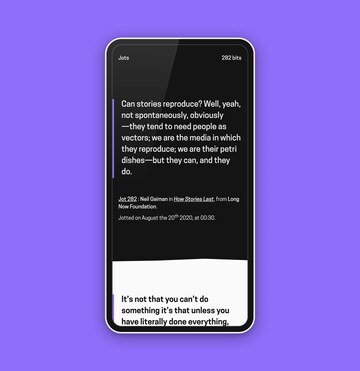 Jots 282 bits
Can stories reproduce? Well, yeah,
not spontaneously, obviously
—they tend to need people as
vectors; we are the media in which
they reproduce; we are their petri
dishes—but they can, and they
do.
Jot 282: Neil Gaiman in How Stories Last, from Long
Now Foundation.
Jotted on August the 20th 2020, at 00:30.
It's not that you can't do
something it's that unless you
have literally done everything,